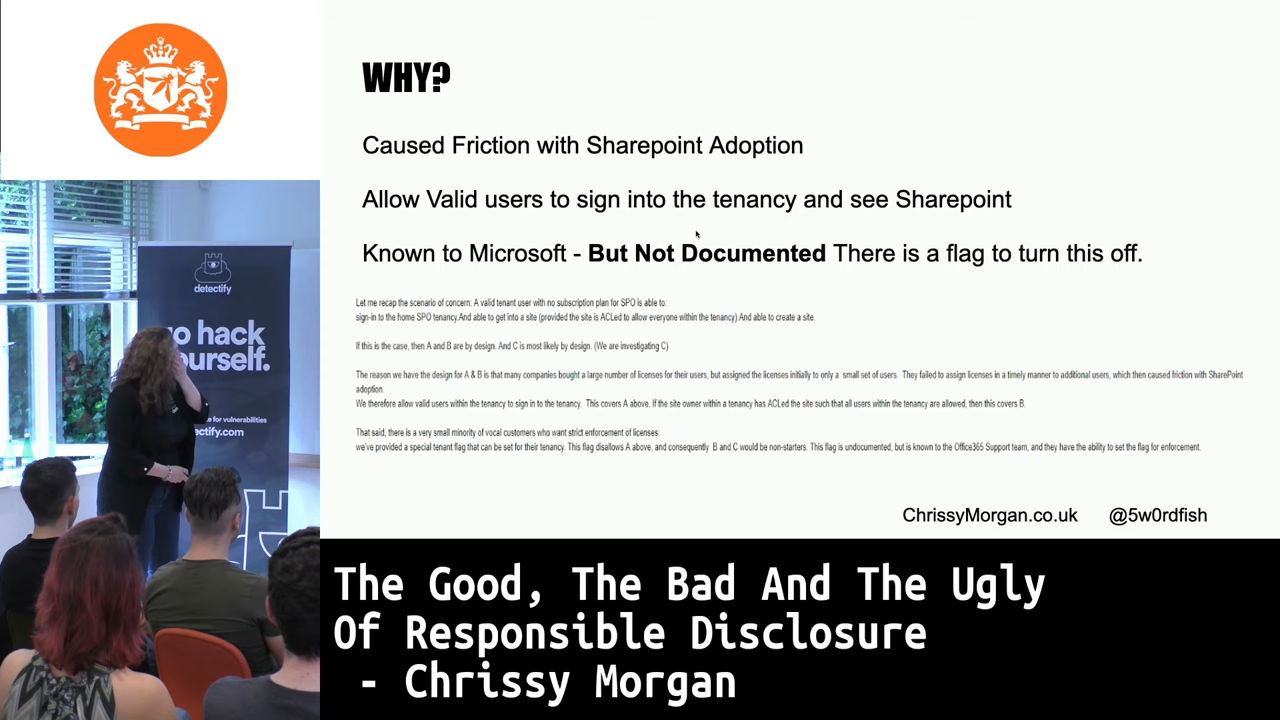 WHY?
Caused Friction with Sharepoint Adoption
Allow Valid users to sign into the tenancy and see Sharepoint
Known to Microsoft - But Not Documented There is a flag to turn this off.
Let me recap the scenario of concern: A valid tenant user with no subscription plan for SPO is able to:
sign-in to the home SPO tenancy.And able to get into a site (provided the site is ACLed to allow everyone within the tenancy).And able to create a site.
If this is the case, then A and B are by design. And C is most likely by design. (We are investigating C)
The reason we have the design for A & B is that many companies bought a large number of licenses for their users, but assigned the licenses initially to only a small set of users. They failed to assign licenses in a timely manner to additional users, which then caused friction with SharePoint
adoption.
We therefore allow valid users within the tenancy to sign in to the tenancy. This covers A above. If the site owner within a tenancy has ACLed the site such that all users within the tenancy are allowed, then this covers B.
That said, there is a very small minority of vocal customers who want strict enforcement of licenses:
we've provided a special tenant flag that can be set for their tenancy. This flag disallows A above, and consequently B and C would be non-starters. This flag is undocumented, but is known to the Office365 Support team, and they have the ability to set the flag for enforcement.
ChrissyMorgan.co.uk @5w0rdfish
detectify
go hack
yourself.
for vulnerabilities
ectify.com
The Good, The Bad And The Ugly
Of Responsible Disclosure
- Chrissy Morgan